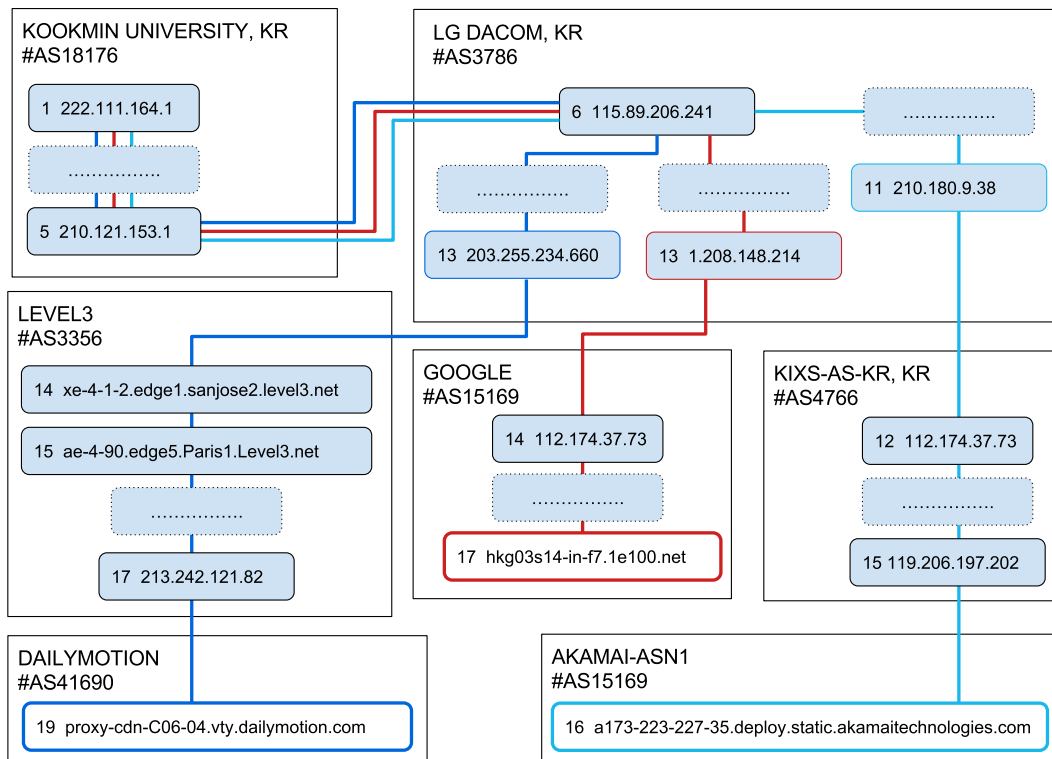 KOOKMIN UNIVERSITY, KR
#AS18176
1 222.111.164.1
................
5 210.121.153.1
LG DACOM, KR
#AS3786
6 115.89.206.241
................
................
................
11 210.180.9.38
13 203.255.234.660
13 1.208.148.214
LEVEL3
#AS3356
14 xe-4-1-2.edge1.sanjose2.level3.net
15 ae-4-90.edge5.Paris1.Level3.net
................
17 213.242.121.82
GOOGLE
#AS15169
14 112.174.37.73
................
17 hkg03s14-in-f7.1e100.net
KIXS-AS-KR, KR
#AS4766
12 112.174.37.73
................
15 119.206.197.202
DAILYMOTION
#AS41690
19 proxy-cdn-C06-04.vty.dailymotion.com
AKAMAI-ASN1
#AS15169
16 a173-223-227-35.deploy.static.akamaitechnologies.com